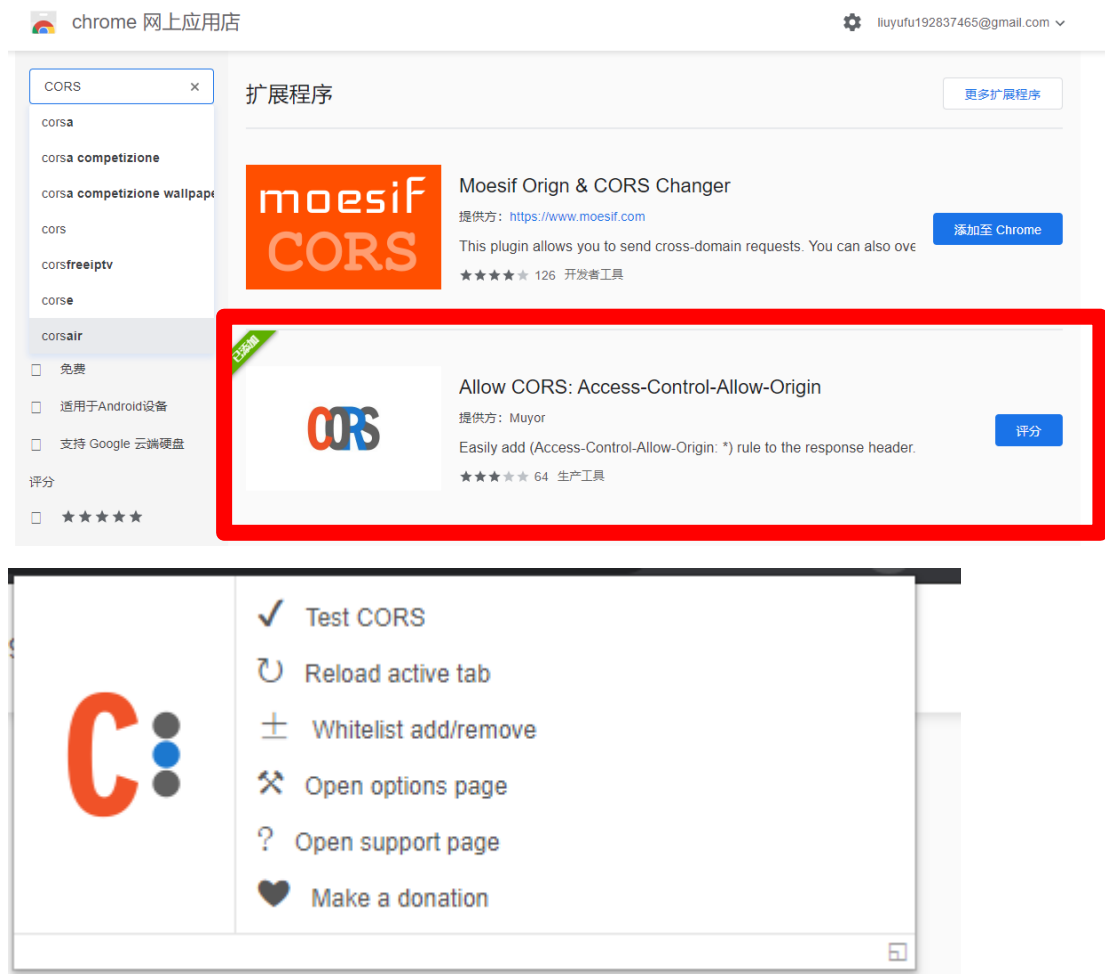 chrome 网上应用店
liuyufu192837465@gmail.com
CORS ×
corsa
corsa competizione
corsa competizione wallpape
cors
corsfreeiptv
corse
corsair
免费
适用于Android设备
支持 Google 云端硬盘
评分
扩展程序
更多扩展程序
moesif
CORS
Moesif Orign & CORS Changer
提供方：https://www.moesif.com
This plugin allows you to send cross-domain requests. You can also ove
126 开发者工具
添加至 Chrome
已添加
CORS
Allow CORS: Access-Control-Allow-Origin
提供方：Muyor
Easily add (Access-Control-Allow-Origin: *) rule to the response header.
64 生产工具
评分
C
Test CORS
Reload active tab
Whitelist add/remove
Open options page
? Open support page
Make a donation